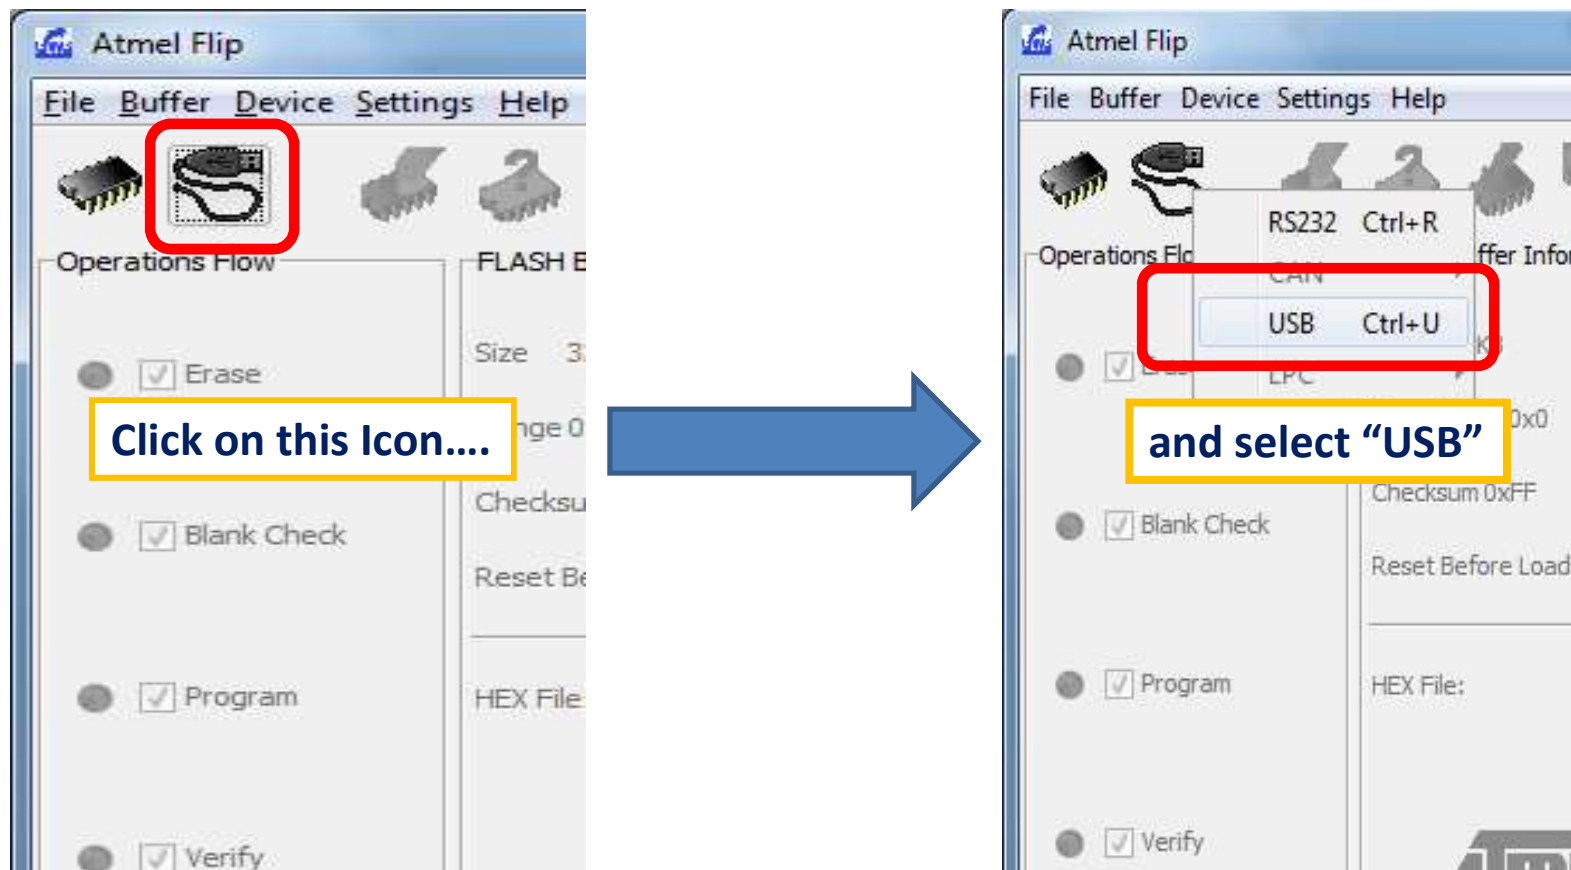 Atmel Flip
File Buffer Device Settings Help
Operations Flow
FLASH B
Size 3
Erase
Click on this Icon....
nge 0
Checksu
Blank Check
Reset Be
Program
HEX File
Verify
Atmel Flip
File Buffer Device Settings Help
RS232 Ctrl+R
Operations Flo
ffer Infor
CAN
USB Ctrl+U
LPC
and select “USB”
0x0
Checksum 0xFF
Blank Check
Reset Before Load
Program
HEX File:
Verify